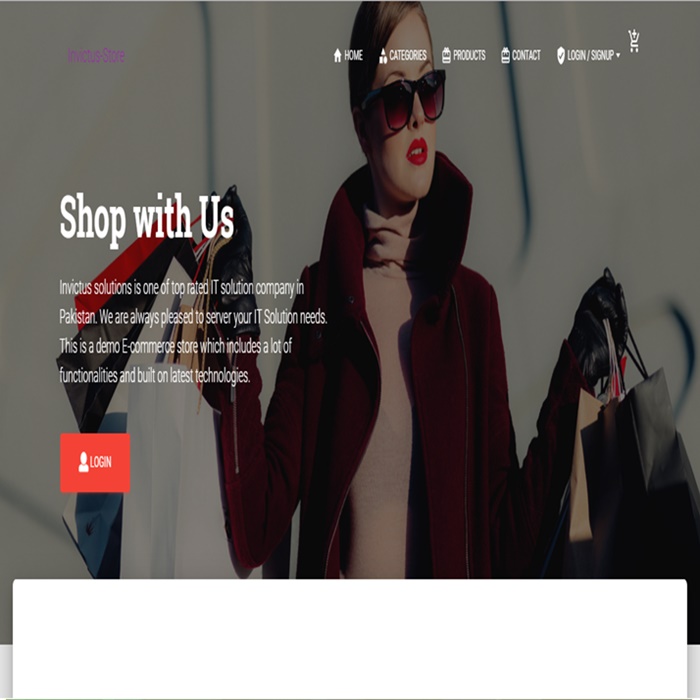 Invictus-Store
HOME
CATEGORIES
PRODUCTS
CONTACT
LOGIN / SIGNUP
Shop with Us
Invictus solutions is one of top rated IT solution company in
Pakistan. We are always pleased to server your IT Solution needs.
This is a demo E-commerce store which includes a lot of
functionalities and built on latest technologies.
LOGIN